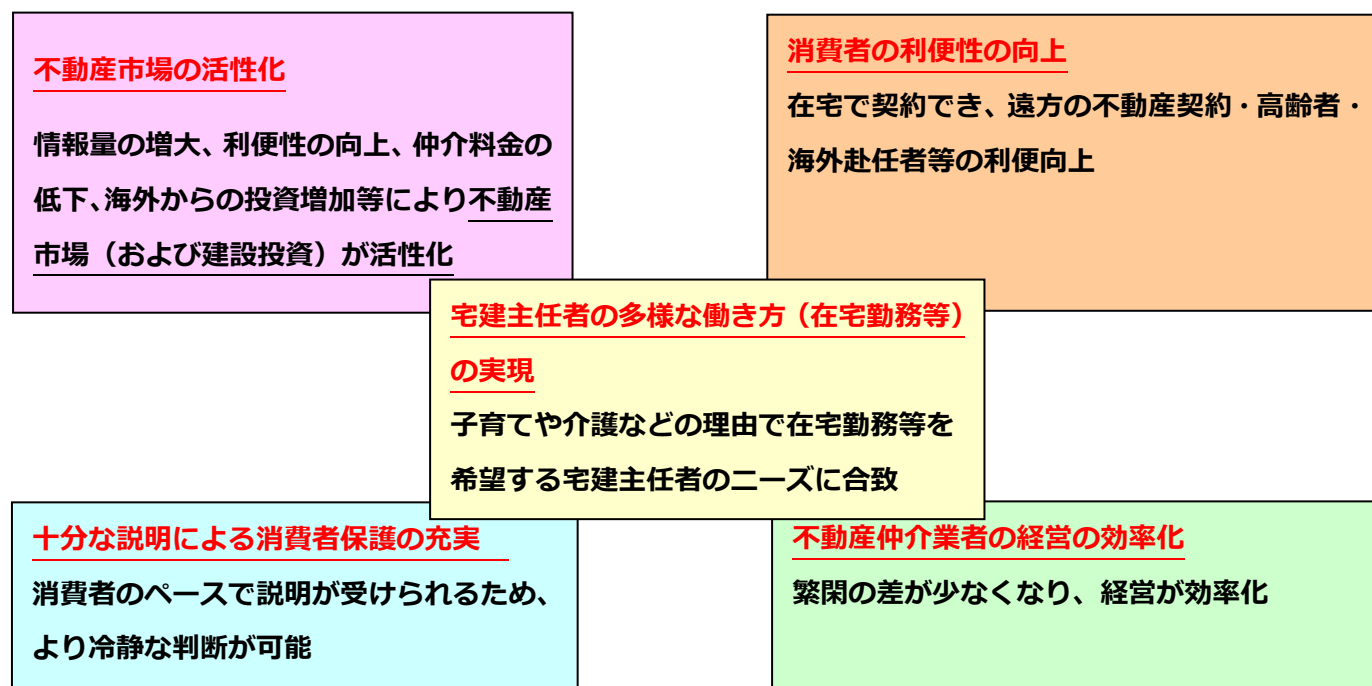 不動産市場の活性化
情報量の増大、利便性の向上、仲介料金の
低下、海外からの投資増加等により不動産
市場（および建設投資）が活性化
消費者の利便性の向上
在宅で契約でき、遠方の不動産契約・高齢者・
海外赴任者等の利便向上
宅建主任者の多様な働き方（在宅勤務等）
の実現
子育てや介護などの理由で在宅勤務等を
希望する宅建主任者のニーズに合致
十分な説明による消費者保護の充実
消費者のペースで説明が受けられるため、
より冷静な判断が可能
不動産仲介業者の経営の効率化
繁閑の差が少なくなり、経営が効率化